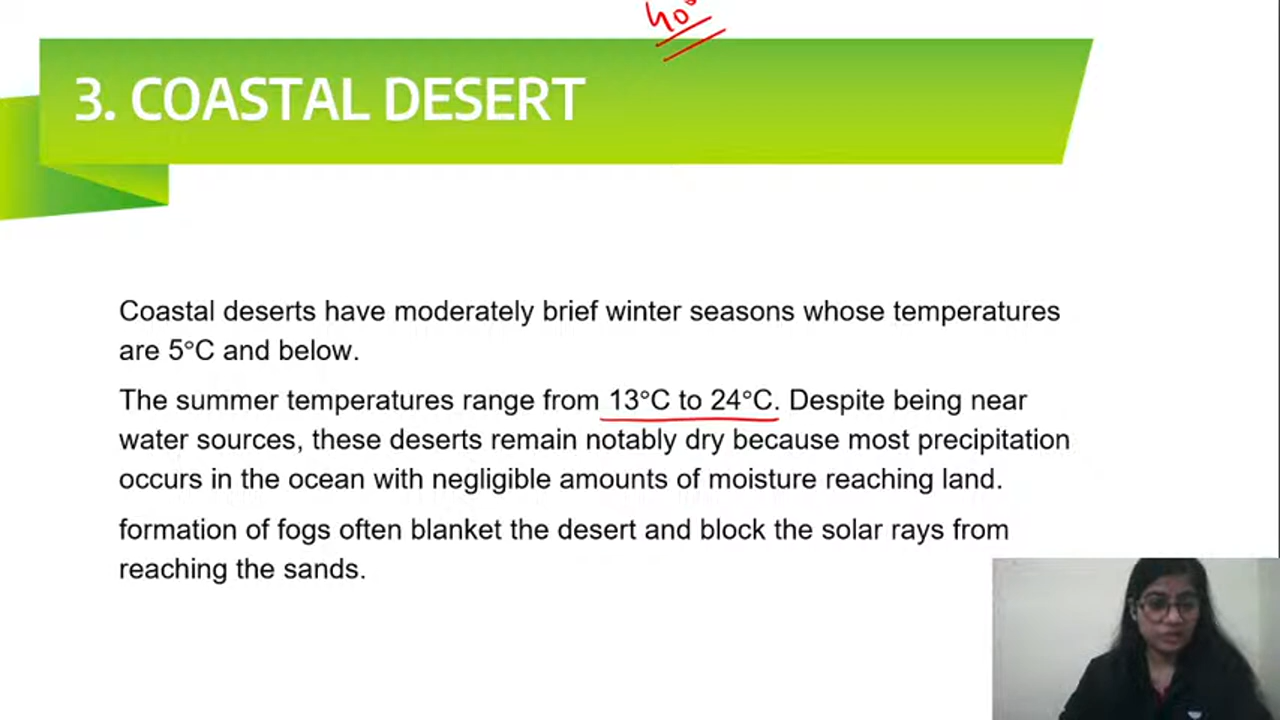 40°
3. COASTAL DESERT
Coastal deserts have moderately brief winter seasons whose temperatures
are 5°C and below.
The summer temperatures range from 13°C to 24°C. Despite being near
water sources, these deserts remain notably dry because most precipitation
occurs in the ocean with negligible amounts of moisture reaching land.
formation of fogs often blanket the desert and block the solar rays from
reaching the sands.